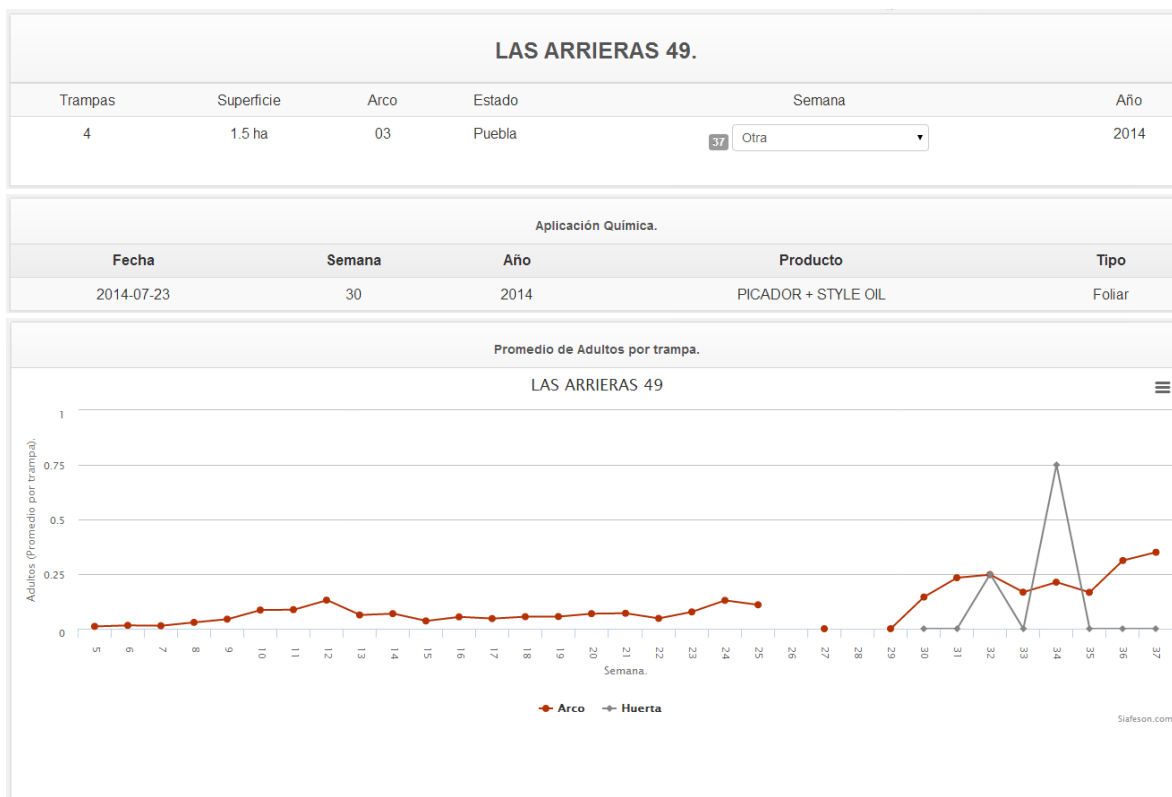 LAS ARRIERAS 49.
Trampas Superficie Arco Estado Semana Año
4 1.5 ha 03 Puebla 37 Otra 2014
Aplicación Química.
Fecha Semana Año Producto Tipo
2014-07-23 30 2014 PICADOR + STYLE OIL Foliar
Promedio de Adultos por trampa.
LAS ARRIERAS 49
Adultos (Promedio por trampa).
1
0.75
0.5
0.25
0
5 6 7 8 9 10 11 12 13 14 15 16 17 18 19 20 21 22 23 24 25 26 27 28 29 30 31 32 33 34 35 36 37
Semana.
Arco Huerta
Siafeson.com